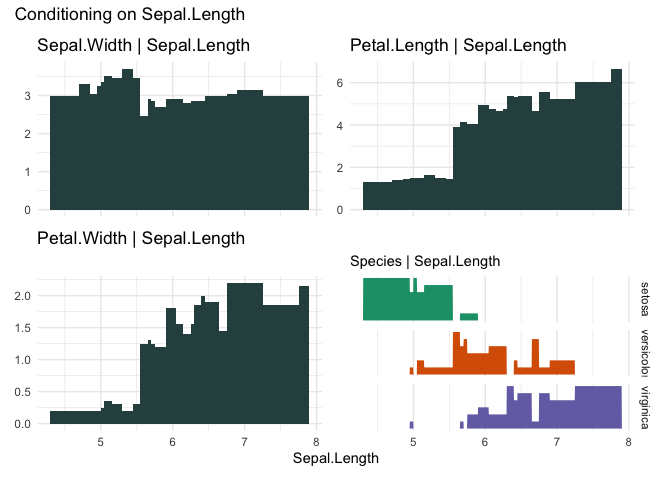 Conditioning on Sepal.Length
Sepal.Width | Sepal.Length
3
2
1
0
Petal.Length | Sepal.Length
6
4
2
0
Petal.Width | Sepal.Length
2.0
1.5
1.0
0.5
0.0
5 6 7 8
Species | Sepal.Length
setosa
versicolo
virginica
5 6 7 8
Sepal.Length